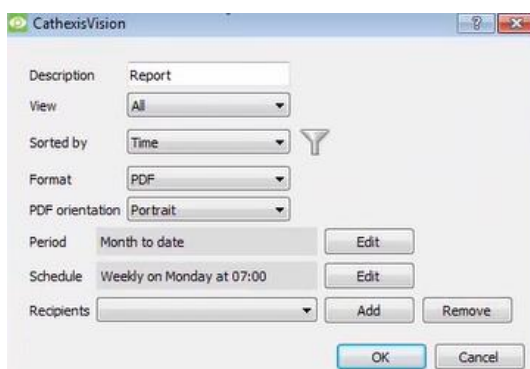 CathexisVision
Description Report
View All
Sorted by Time
Format PDF
PDF orientation Portrait
Period Month to date Edit
Schedule Weekly on Monday at 07:00 Edit
Recipients Add Remove
OK Cancel